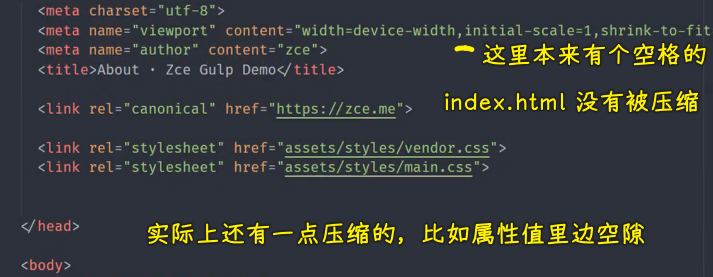 <meta charset="utf-8">
<meta name="viewport" content="width=device-width,initial-scale=1,shrink-to-fit
<meta name="author" content="zce">
这里本来有个空格的
<title>About · Zce Gulp Demo</title>
index.html 没有被压缩
<link rel="canonical" href="https://zce.me">
<link rel="stylesheet" href="assets/styles/vendor.css">
<link rel="stylesheet" href="assets/styles/main.css">
</head>
实际上还有一点压缩的，比如属性值里边空隙
<body>